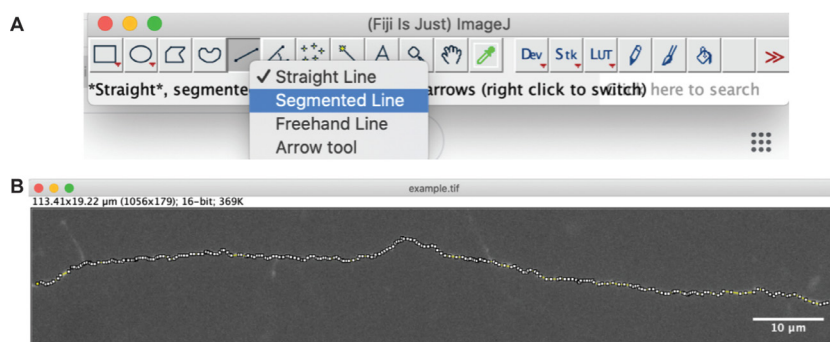 A
(Fiji Is Just) ImageJ
A Dev Stk LUT >>
✓ Straight Line
*Straight*, segmente arrows (right click to switch) here to search
Segmented Line
Freehand Line
Arrow tool
B
example.tif
113.41x19.22 µm (1056x179); 16-bit; 369K
10 µm